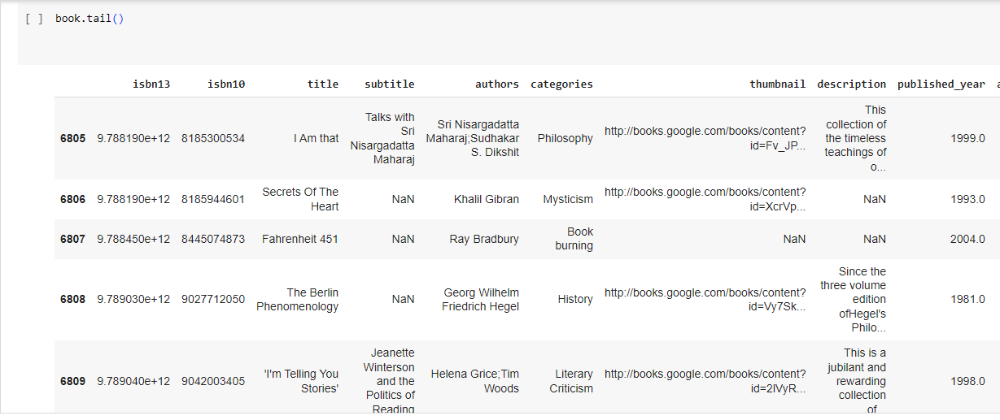 [ ] book.tail()
isbn13 isbn10 title subtitle authors categories thumbnail description published_year
6805 9.788190e+12 8185300534 I Am that Talks with Sri Nisargadatta Maharaj Sri Nisargadatta Maharaj;Sudhakar S. Dikshit Philosophy http://books.google.com/books/content?id=Fv_JP... This collection of the timeless teachings of o... 1999.0
6806 9.788190e+12 8185944601 Secrets Of The Heart NaN Khalil Gibran Mysticism http://books.google.com/books/content?id=XcrVp... NaN 1993.0
6807 9.788450e+12 8445074873 Fahrenheit 451 NaN Ray Bradbury Book burning NaN NaN 2004.0
6808 9.789030e+12 9027712050 The Berlin Phenomenology NaN Georg Wilhelm Friedrich Hegel History http://books.google.com/books/content?id=Vy7Sk... Since the three volume edition ofHegel's Philo... 1981.0
6809 9.789040e+12 9042003405 'I'm Telling You Stories' Jeanette Winterson and the Politics of Reading Helena Grice;Tim Woods Literary Criticism http://books.google.com/books/content?id=2lVyR... This is a jubilant and rewarding collection of... 1998.0